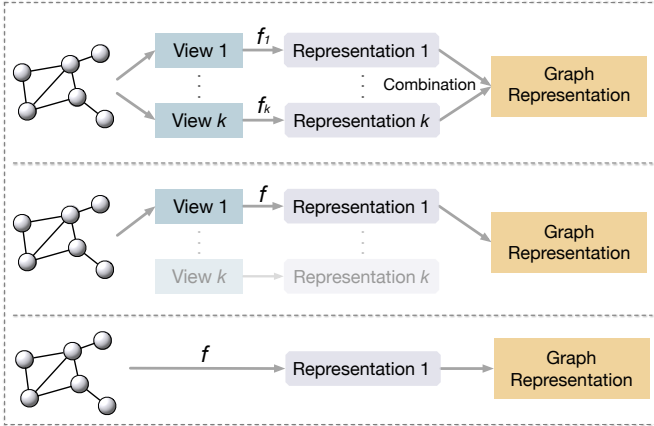 View 1
f1
Representation 1
Combination
Graph
Representation
View k
fk
Representation k
View 1
f
Representation 1
Graph
Representation
View k
Representation k
f
Representation 1
Graph
Representation